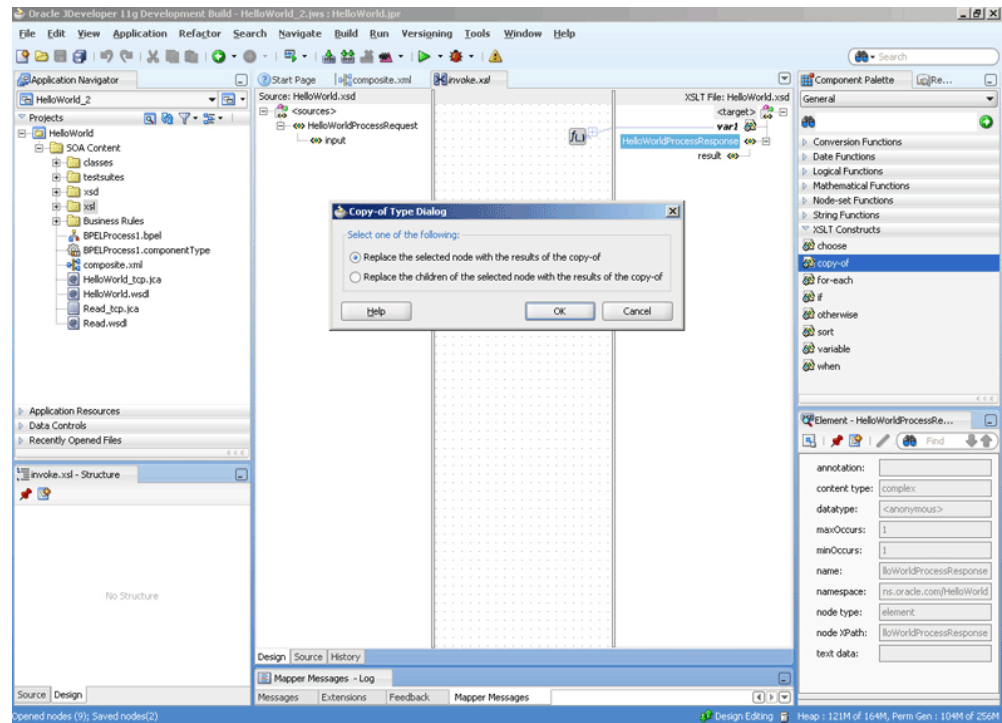 Oracle JDeveloper 11g Development Build - HelloWorld_2.jws : HelloWorld.jpr
File Edit View Application Refactor Search Navigate Build Run Versioning Tools Window Help
Search
Application Navigator
HelloWorld_2
Projects
HelloWorld
SOA Content
classes
testsuites
xsd
xsl
Business Rules
BPELProcess1.bpel
BPELProcess1.componentType
composite.xml
HelloWorld_tcp.jca
HelloWorld.wsdl
Read_tcp.jca
Read.wsdl
Application Resources
Data Controls
Recently Opened Files
invoke.xsl - Structure
No Structure
Source Design
Start Page composite.xml invoke.xsl
Source: HelloWorld.xsd XSLT File: HelloWorld.xsd
<sources> <target>
HelloWorldProcessRequest var1
input HelloWorldProcessResponse
result
Copy-of Type Dialog
Select one of the following:
Replace the selected node with the results of the copy-of
Replace the children of the selected node with the results of the copy-of
Help OK Cancel
Design Source History
Mapper Messages - Log
Messages Extensions Feedback Mapper Messages
Component Palette Re...
General
Conversion Functions
Date Functions
Logical Functions
Mathematical Functions
Node-set Functions
String Functions
XSLT Constructs
choose
copy-of
for-each
if
otherwise
sort
variable
when
Element - HelloWorldProcessRe...
Find
annotation:
content type: complex
datatype: <anonymous>
maxOccurs: 1
minOccurs: 1
name: lloWorldProcessResponse
namespace: ns.oracle.com/HelloWorld
node type: element
node XPath: lloWorldProcessResponse
text data:
Opened nodes (9); Saved nodes(2) Design Editing Heap : 121M of 164M, Perm Gen : 104M of 256M